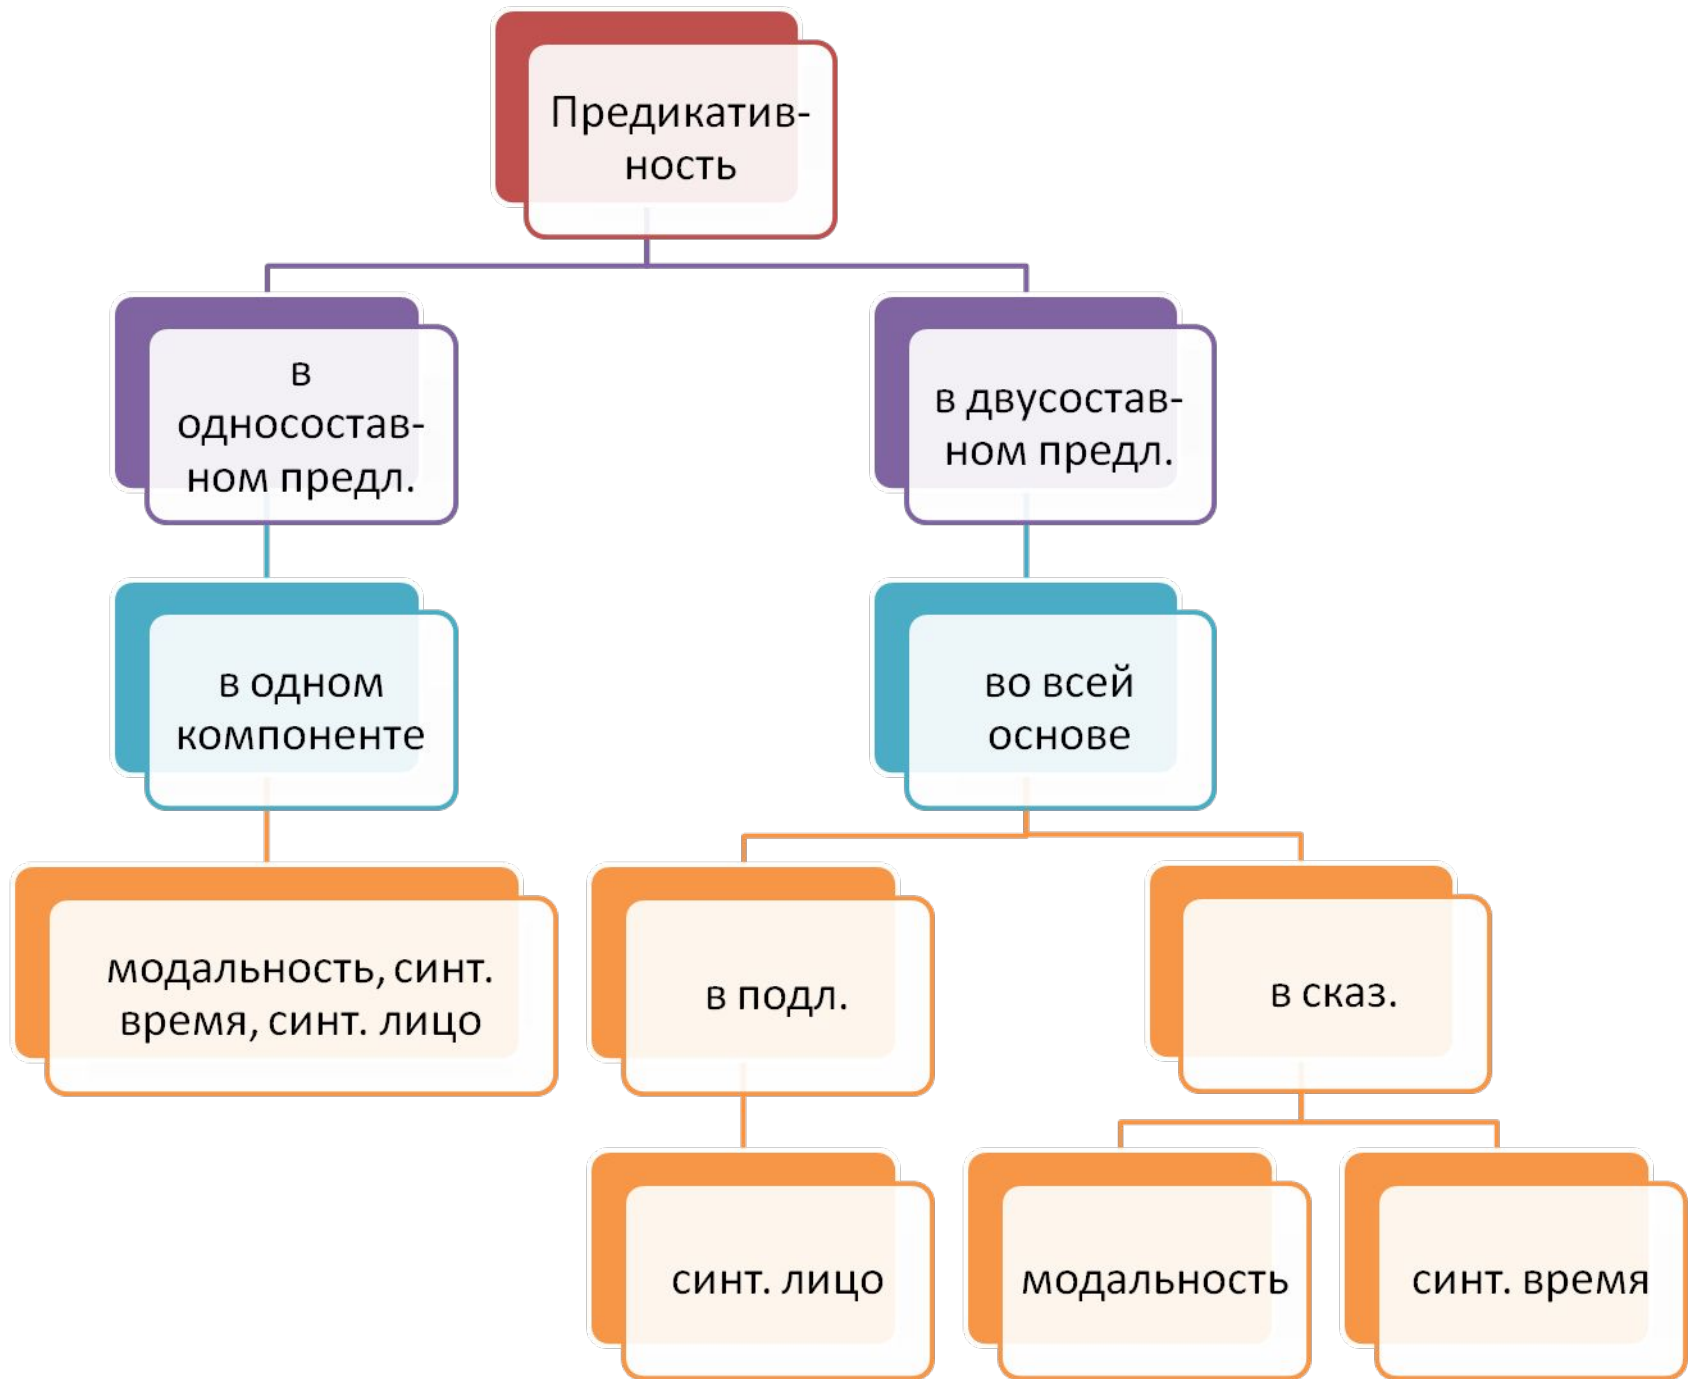 Предикатив-
ность
в
односостав-
ном предл.
в двусостав-
ном предл.
в одном
компоненте
во всей
основе
модальность, синт.
время, синт. лицо
в подл.
в сказ.
синт. лицо
модальность
синт. время